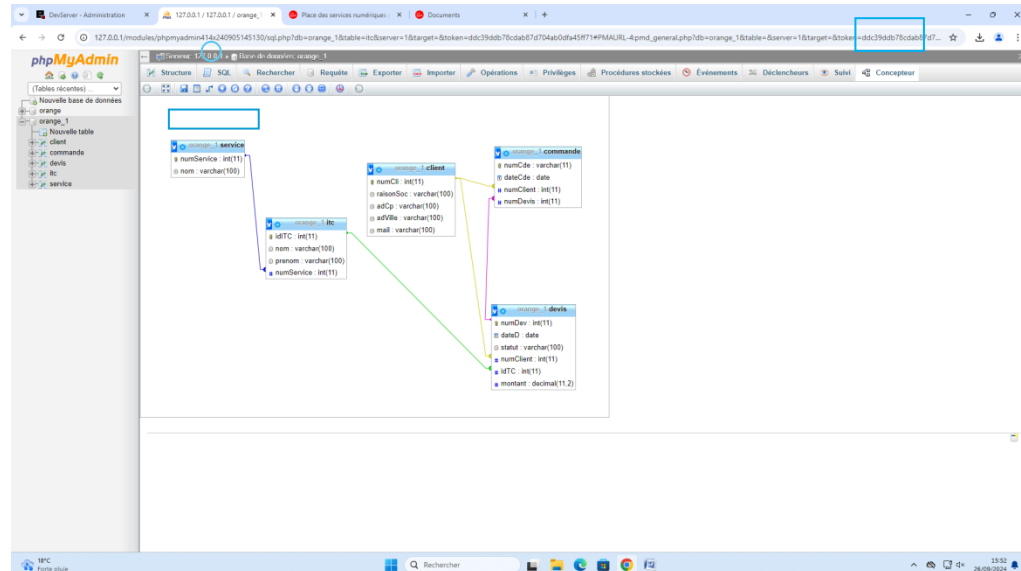 DevServer - Administration
127.0.0.1 / 127.0.0.1 / orange_1
Place des services numériques :
Documents
127.0.0.1/modules/phpmyadmin414x240905145130/sql.php?db=orange_1&table=itc&server=1&target=&token=ddc39ddb78cdab87d704ab0dfa45ff71#PMAURL-4:pmd_general.php?db=orange_1&table=&server=1&target=&token=ddc39ddb78cdab87d7...
phpMyAdmin
Serveur: 127.0.0.1 » Base de données: orange_1
Structure SQL Rechercher Requête Exporter Importer Opérations Privilèges Procédures stockées Événements Déclencheurs Suivi Concepteur
(Tables récentes) ...
Nouvelle base de données
orange
orange_1
Nouvelle table
client
commande
devis
itc
service
orange_1 service
numService : int(11)
nom : varchar(100)
orange_1 client
numCli : int(11)
raisonSoc : varchar(100)
adCp : varchar(100)
adVille : varchar(100)
mail : varchar(100)
orange_1 commande
numCde : varchar(11)
dateCde : date
numClient : int(11)
numDevis : int(11)
orange_1 itc
idITC : int(11)
nom : varchar(100)
prenom : varchar(100)
numService : int(11)
orange_1 devis
numDev : int(11)
dateD : date
statut : varchar(100)
numClient : int(11)
idTC : int(11)
montant : decimal(11,2)
18°C
Forte pluie
Rechercher
15:52
26/09/2024